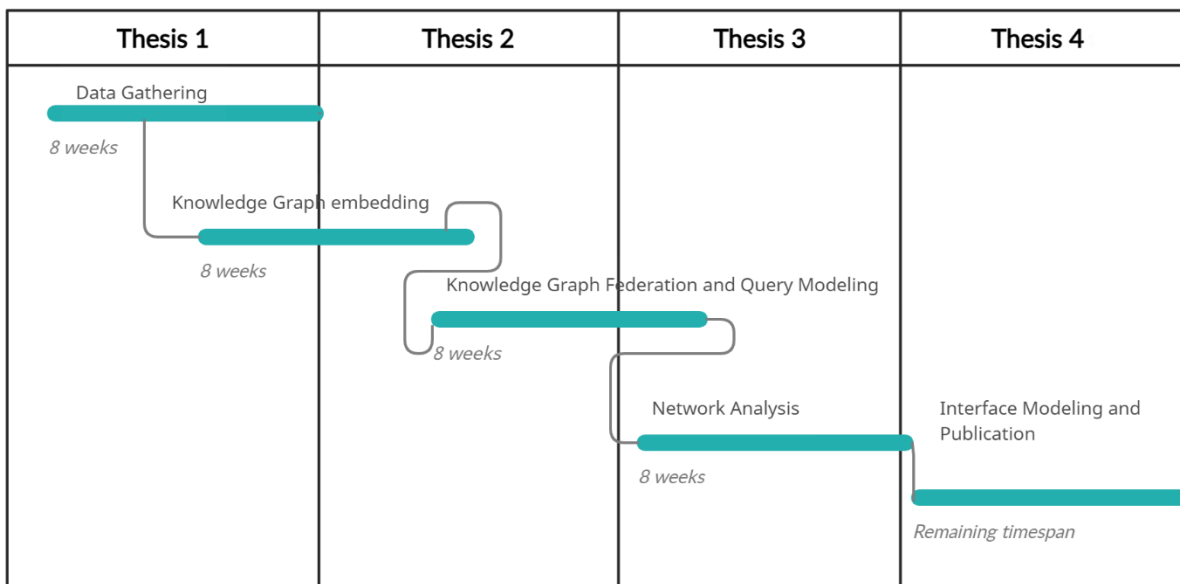 Thesis 1
Thesis 2
Thesis 3
Thesis 4
Data Gathering
8 weeks
Knowledge Graph embedding
8 weeks
Knowledge Graph Federation and Query Modeling
8 weeks
Network Analysis
8 weeks
Interface Modeling and
Publication
Remaining timespan